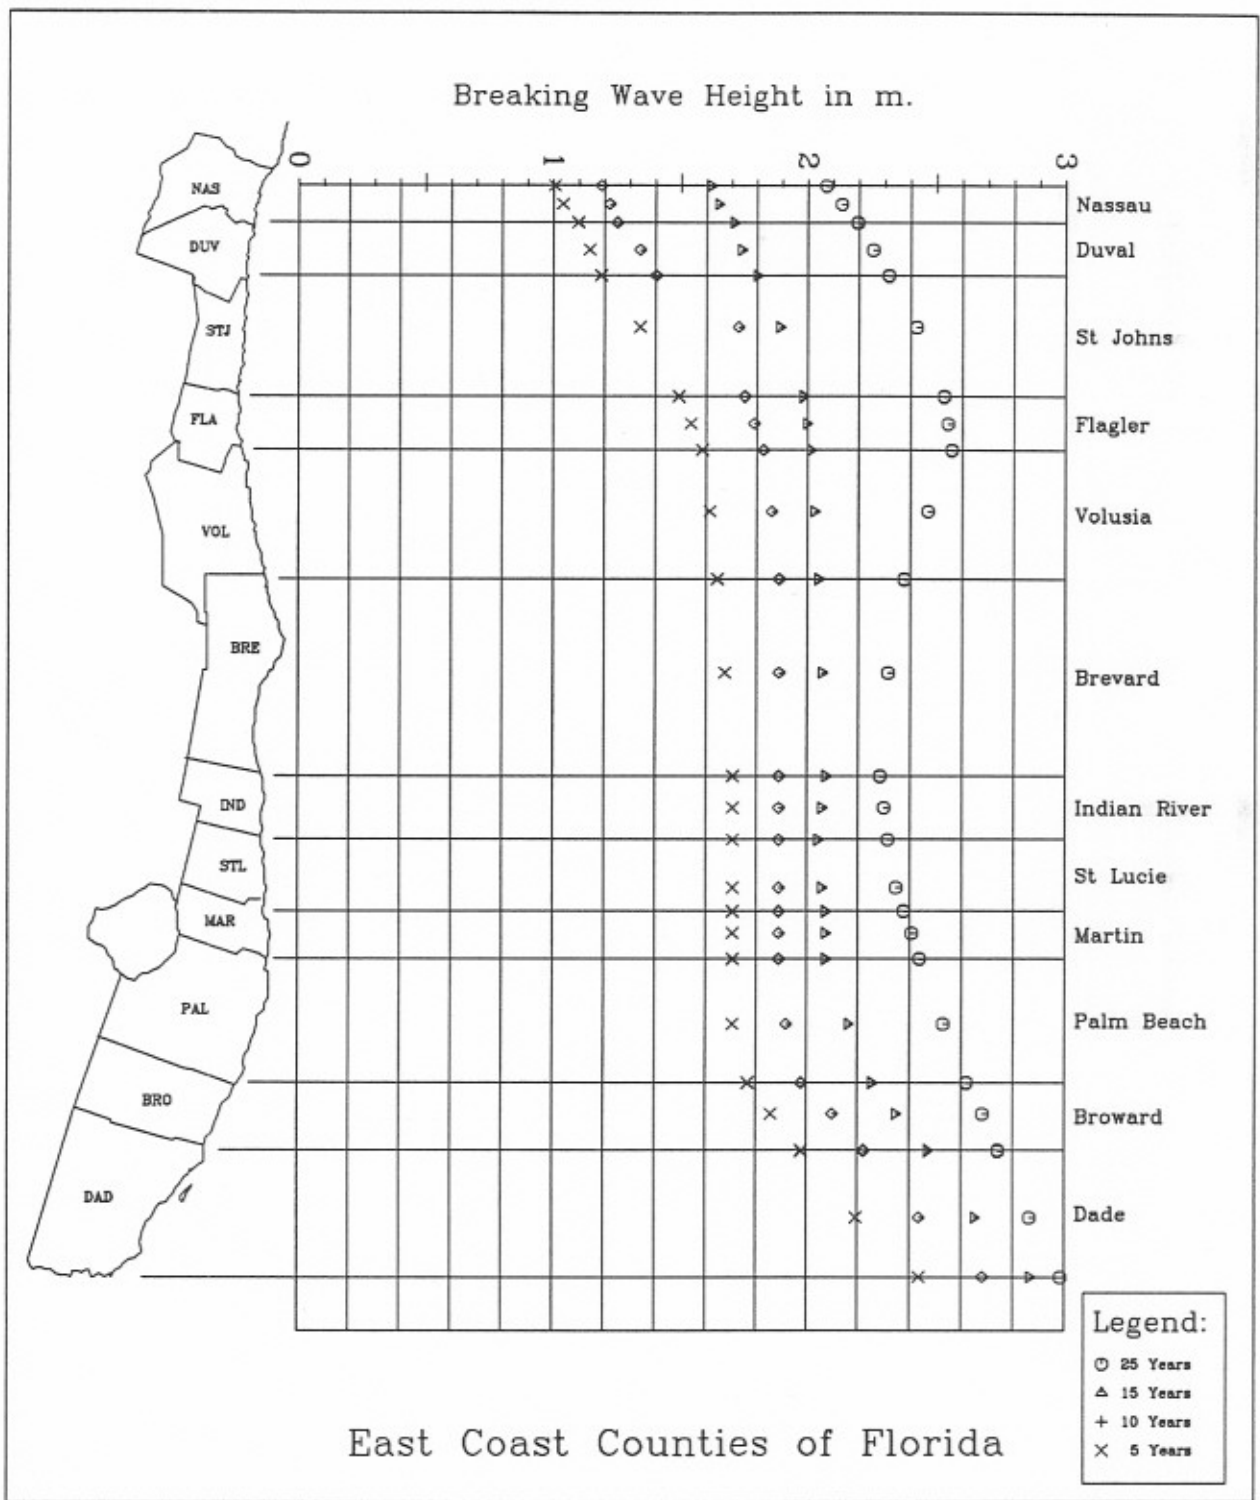 Breaking Wave Height in m.
0 1 2 3
NAS
Nassau
DUV
Duval
STJ
St Johns
FLA
Flagler
VOL
Volusia
BRE
Brevard
IND
Indian River
STL
St Lucie
MAR
Martin
PAL
Palm Beach
BRO
Broward
DAD
Dade
Legend:
25 Years
15 Years
10 Years
5 Years
East Coast Counties of Florida